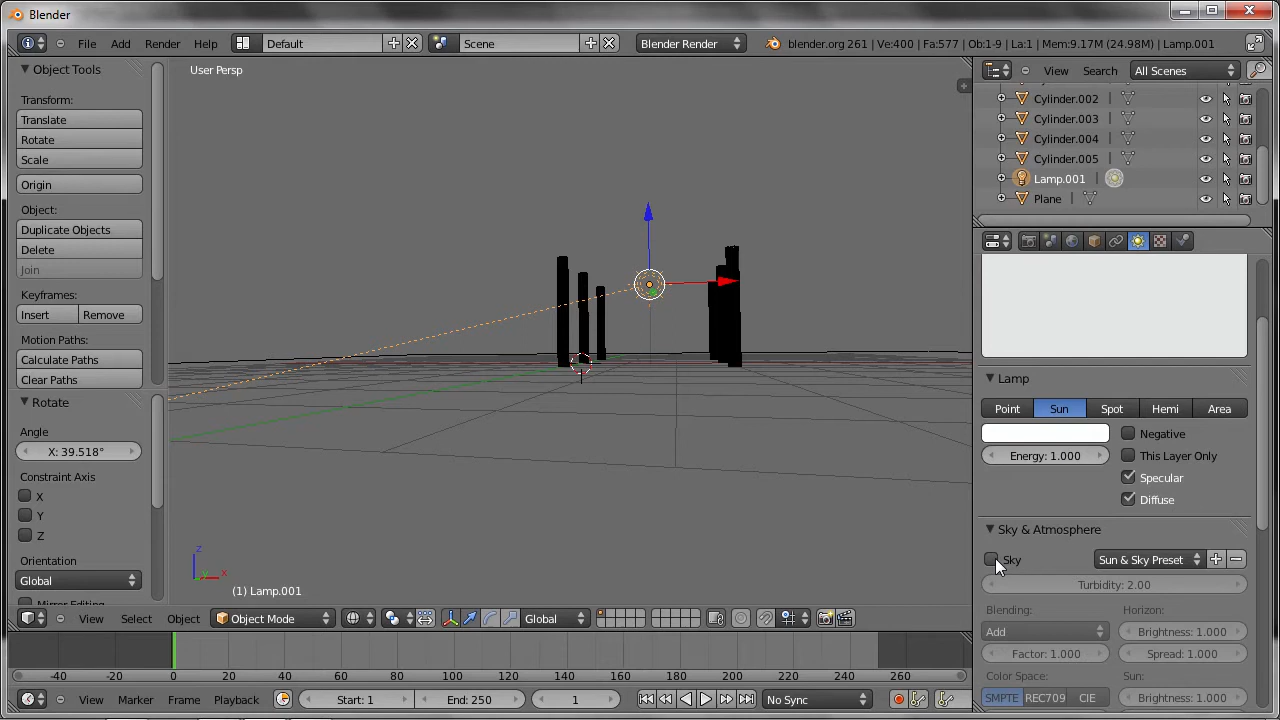 Blender
File Add Render Help Default Scene Blender Render blender.org 261 | Ve:400 | Fa:577 | Ob:1-9 | La:1 | Mem:9.17M (24.98M) | Lamp.001
Object Tools
Transform:
Translate
Rotate
Scale
Origin
Object:
Duplicate Objects
Delete
Join
Keyframes:
Insert Remove
Motion Paths:
Calculate Paths
Clear Paths
Rotate
Angle
X: 39.518°
Constraint Axis
X
Y
Z
Orientation
Global
Mirror Editing
User Persp
z
x
(1) Lamp.001
View Select Object Object Mode Global
-40 -20 0 20 40 60 80 100 120 140 160 180 200 220 240 260
View Marker Frame Playback Start: 1 End: 250 1 No Sync
View Search All Scenes
Cylinder.002
Cylinder.003
Cylinder.004
Cylinder.005
Lamp.001
Plane
Lamp
Point Sun Spot Hemi Area
Negative
Energy: 1.000 This Layer Only
Specular
Diffuse
Sky & Atmosphere
Sky Sun & Sky Preset
Turbidity: 2.00
Blending: Horizon:
Add Brightness: 1.000
Factor: 1.000 Spread: 1.000
Color Space: Sun:
SMPTE REC709 CIE Brightness: 1.000